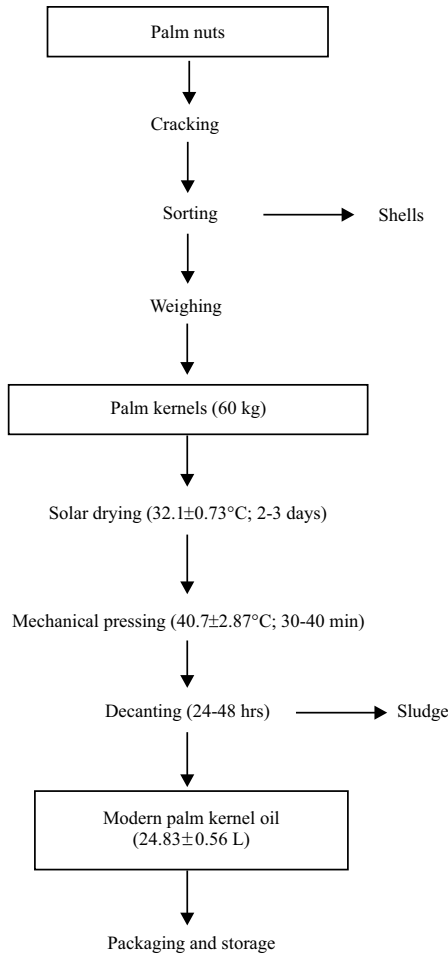 Palm nuts
Cracking
Sorting
Shells
Weighing
Palm kernels (60 kg)
Solar drying (32.1±0.73°C; 2-3 days)
Mechanical pressing (40.7±2.87°C; 30-40 min)
Decanting (24-48 hrs)
Sludge
Modern palm kernel oil
(24.83±0.56 L)
Packaging and storage